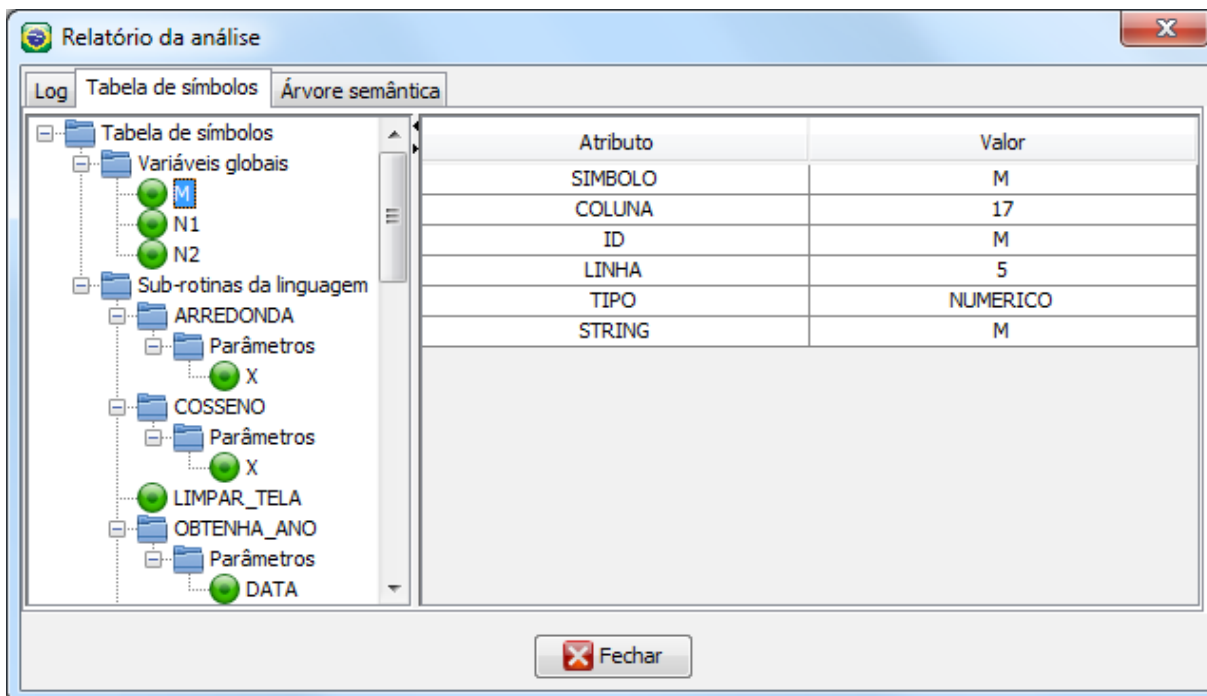 Relatório da análise
Log Tabela de símbolos Árvore semântica
Tabela de símbolos
Variáveis globais
M
N1
N2
Sub-rotinas da linguagem
ARREDONDA
Parâmetros
X
COSSENO
Parâmetros
X
LIMPAR_TELA
OBTENHA_ANO
Parâmetros
DATA
Atributo Valor
SIMBOLO M
COLUNA 17
ID M
LINHA 5
TIPO NUMERICO
STRING M
Fechar